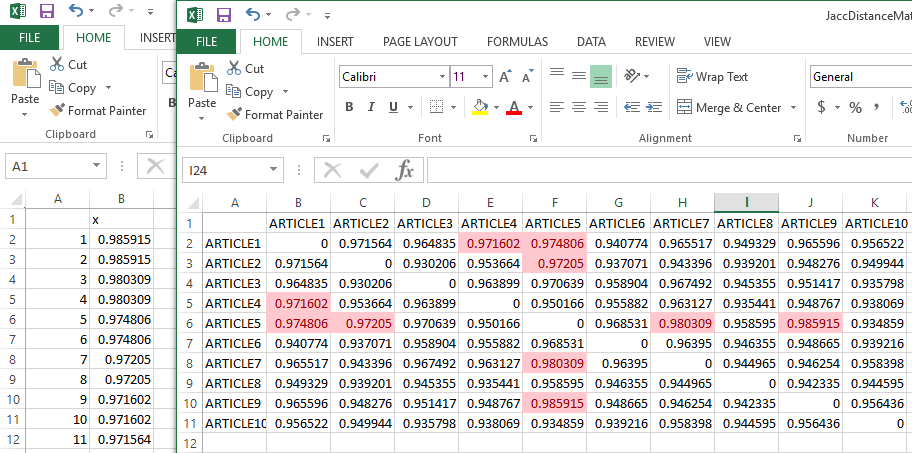 FILE HOME INSERT
Cut
Copy
Format Painter
Paste
Clipboard
Ca
B
A1
A B
1 x
2 1 0.985915
3 2 0.985915
4 3 0.980309
5 4 0.980309
6 5 0.974806
7 6 0.974806
8 7 0.97205
9 8 0.97205
10 9 0.971602
11 10 0.971602
12 11 0.971564
JaccDistanceMat
FILE HOME INSERT PAGE LAYOUT FORMULAS DATA REVIEW VIEW
Cut
Copy
Format Painter
Paste
Clipboard
Calibri 11 A A
B I U A
Font
Wrap Text
Merge & Center
Alignment
General
$ % ,
Number
I24 fx
A B C D E F G H I J K
1 ARTICLE1 ARTICLE2 ARTICLE3 ARTICLE4 ARTICLE5 ARTICLE6 ARTICLE7 ARTICLE8 ARTICLE9 ARTICLE10
2 ARTICLE1 0 0.971564 0.964835 0.971602 0.974806 0.940774 0.965517 0.949329 0.965596 0.956522
3 ARTICLE2 0.971564 0 0.930206 0.953664 0.97205 0.937071 0.943396 0.939201 0.948276 0.949944
4 ARTICLE3 0.964835 0.930206 0 0.963899 0.970639 0.958904 0.967492 0.945355 0.951417 0.935798
5 ARTICLE4 0.971602 0.953664 0.963899 0 0.950166 0.955882 0.963127 0.935441 0.948767 0.938069
6 ARTICLE5 0.974806 0.97205 0.970639 0.950166 0 0.968531 0.980309 0.958595 0.985915 0.934859
7 ARTICLE6 0.940774 0.937071 0.958904 0.955882 0.968531 0 0.96395 0.946355 0.948665 0.939216
8 ARTICLE7 0.965517 0.943396 0.967492 0.963127 0.980309 0.96395 0 0.944965 0.946254 0.958398
9 ARTICLE8 0.949329 0.939201 0.945355 0.935441 0.958595 0.946355 0.944965 0 0.942335 0.944595
10 ARTICLE9 0.965596 0.948276 0.951417 0.948767 0.985915 0.948665 0.946254 0.942335 0 0.956436
11 ARTICLE10 0.956522 0.949944 0.935798 0.938069 0.934859 0.939216 0.958398 0.944595 0.956436 0
12